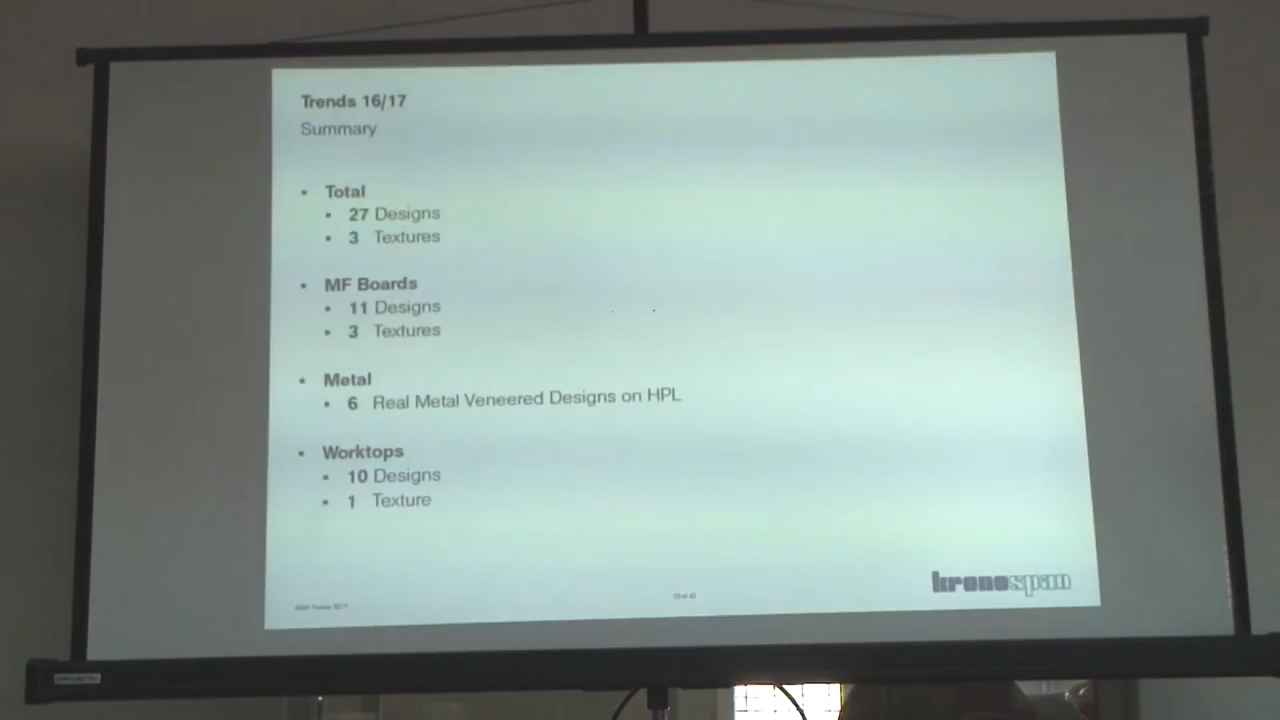 Trends 16/17
Summary
• Total
• 27 Designs
• 3 Textures
• MF Boards
• 11 Designs
• 3 Textures
• Metal
• 6 Real Metal Veneered Designs on HPL
• Worktops
• 10 Designs
• 1 Texture
kronospan